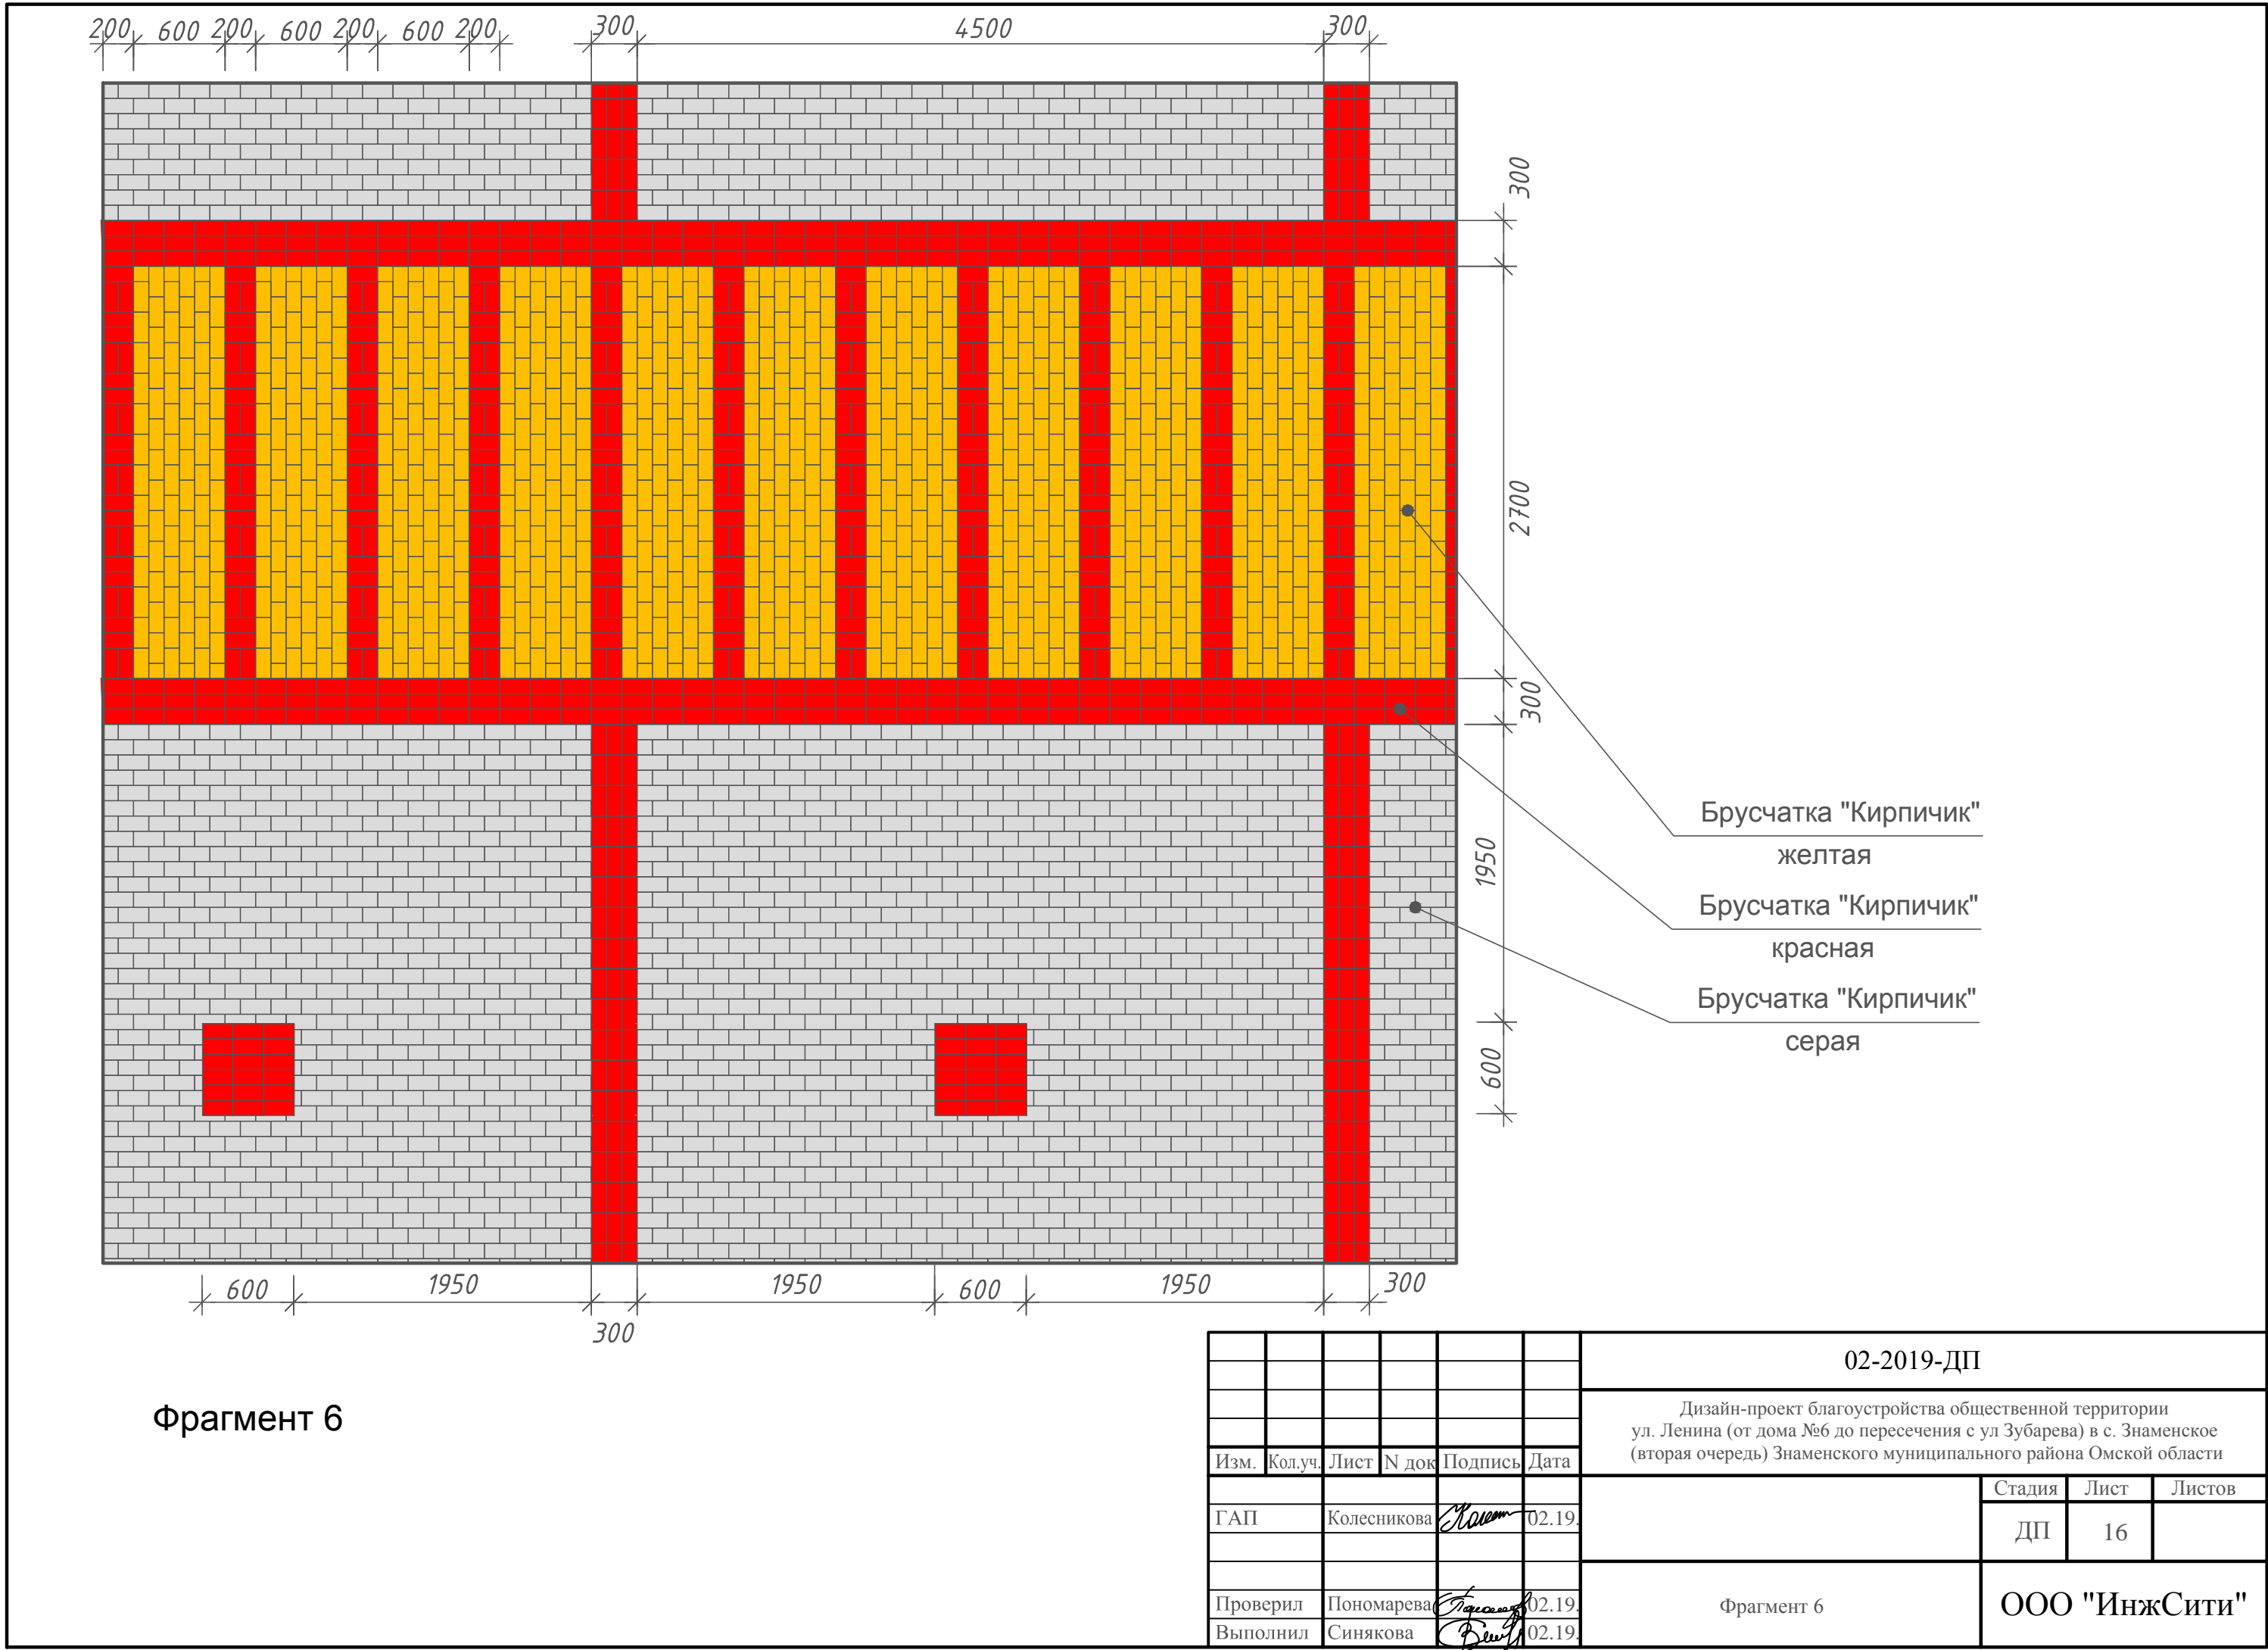 200 600 200 600 200 600 200 300 4500 300
300
2700
300
1950
600
Брусчатка "Кирпичик"
желтая
Брусчатка "Кирпичик"
красная
Брусчатка "Кирпичик"
серая
600 1950 300 1950 600 1950 300
Фрагмент 6
02-2019-ДП
Дизайн-проект благоустройства общественной территории
ул. Ленина (от дома №6 до пересечения с ул Зубарева) в с. Знаменское
(вторая очередь) Знаменского муниципального района Омской области
Изм. Кол.уч. Лист N док Подпись Дата
Стадия Лист Листов
ГАП Колесникова 02.19.
ДП 16
Проверил Пономарева 02.19.
Выполнил Синякова 02.19.
Фрагмент 6
ООО "ИнжСити"